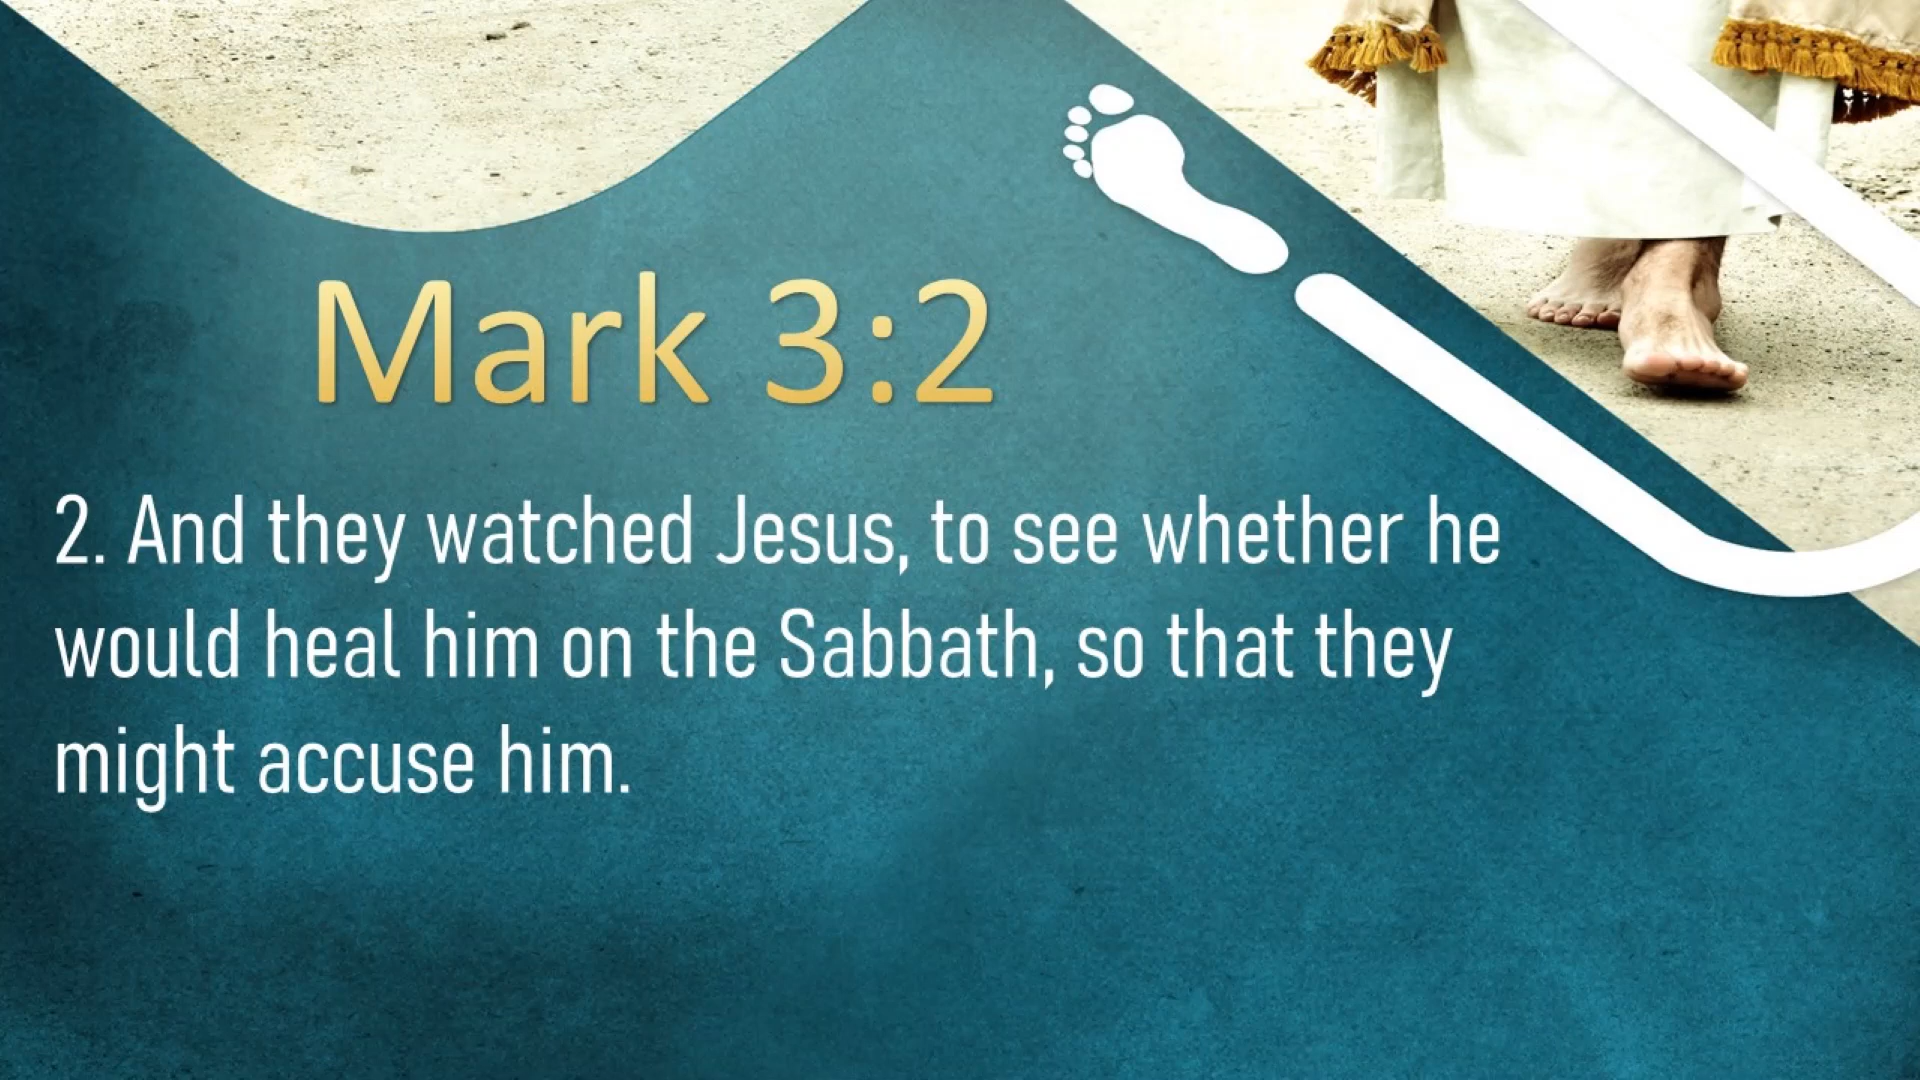 Mark 3:2
2. And they watched Jesus, to see whether he
would heal him on the Sabbath, so that they
might accuse him.